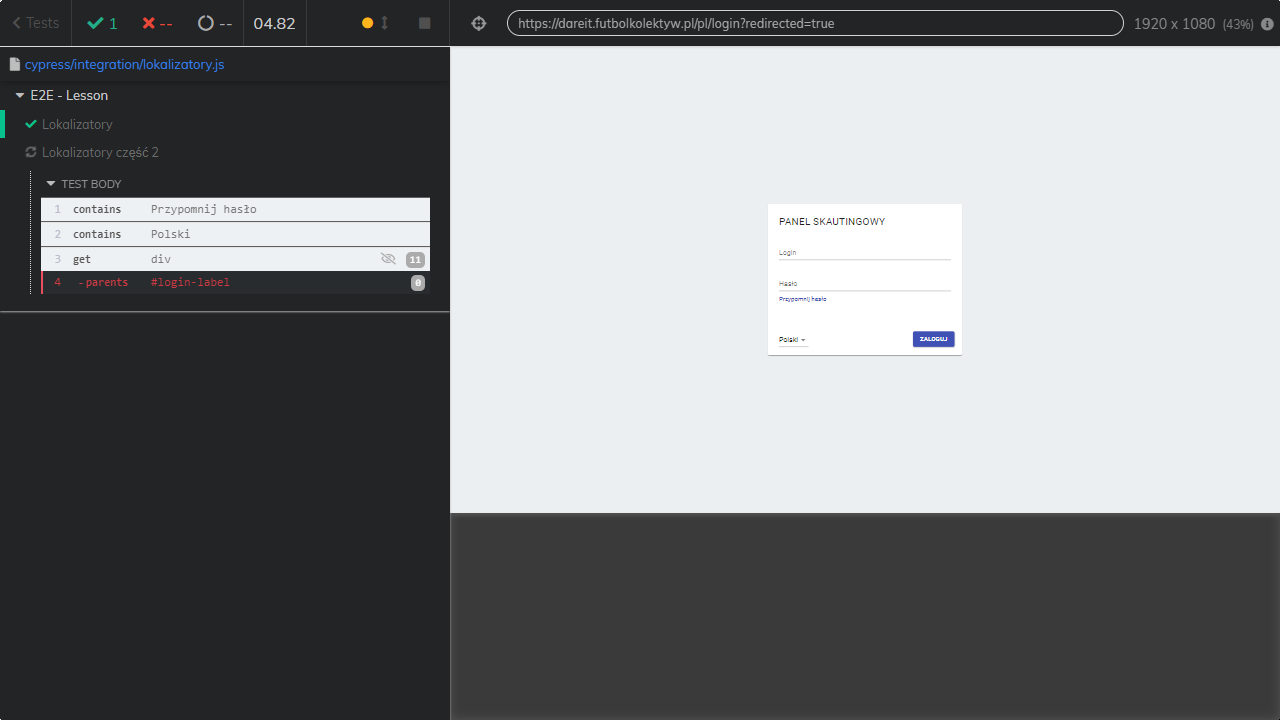 Tests 1 -- -- 04.82 https://dareit.futbolkolektyw.pl/pl/login?redirected=true 1920 x 1080 (43%)
cypress/integration/lokalizatory.js
E2E - Lesson
Lokalizatory
Lokalizatory część 2
TEST BODY
1 contains Przypomnij hasło
2 contains Polski
3 get div 11
4 -parents #login-label 0
PANEL SKAUTINGOWY
Login
Hasło
Przypomnij hasło
Polski ZALOGUJ